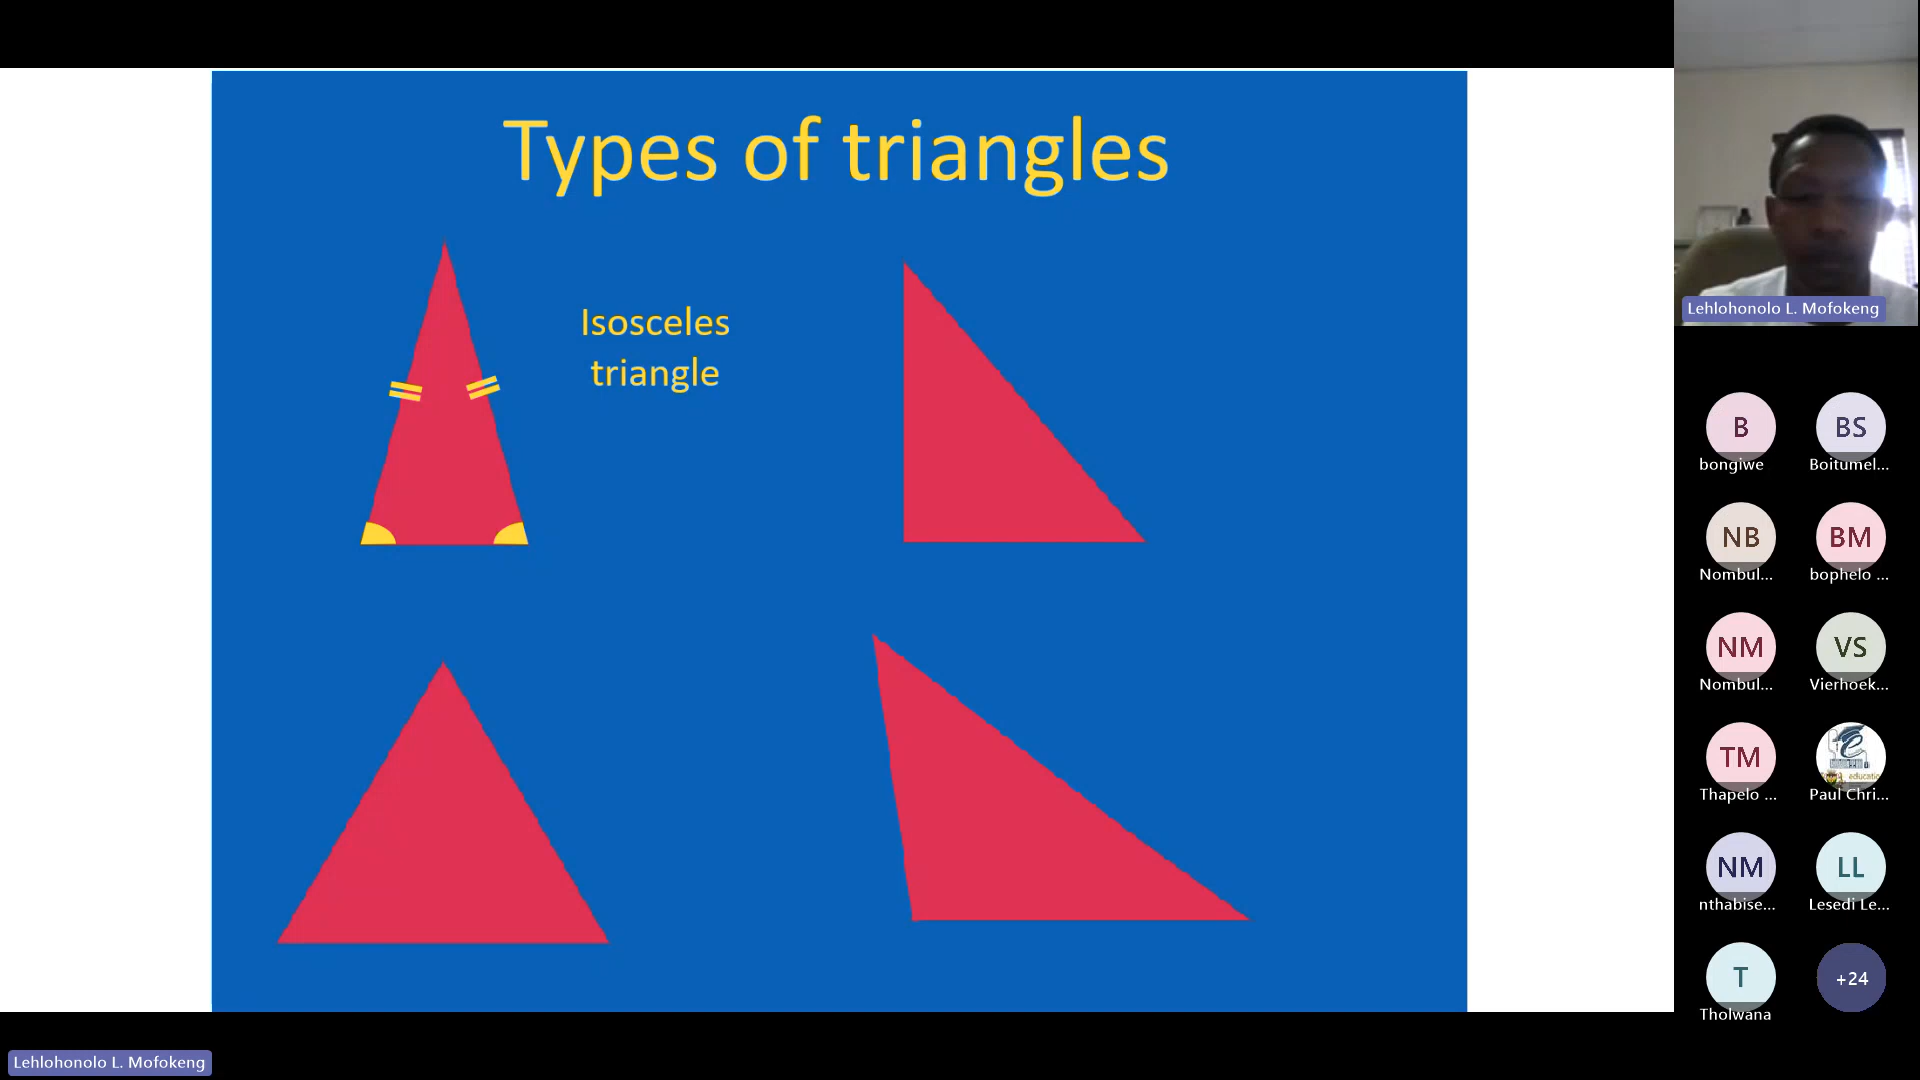 Types of triangles
Isosceles
triangle
Lehlohonolo L. Mofokeng
B
bongiwe
BS
Boitumel...
NB
Nombul...
BM
bophelo ...
NM
Nombul...
VS
Vierhoek...
TM
Thapelo ...
Paul Chri...
NM
nthabise...
LL
Lesedi Le...
T
Tholwana
+24
Lehlohonolo L. Mofokeng